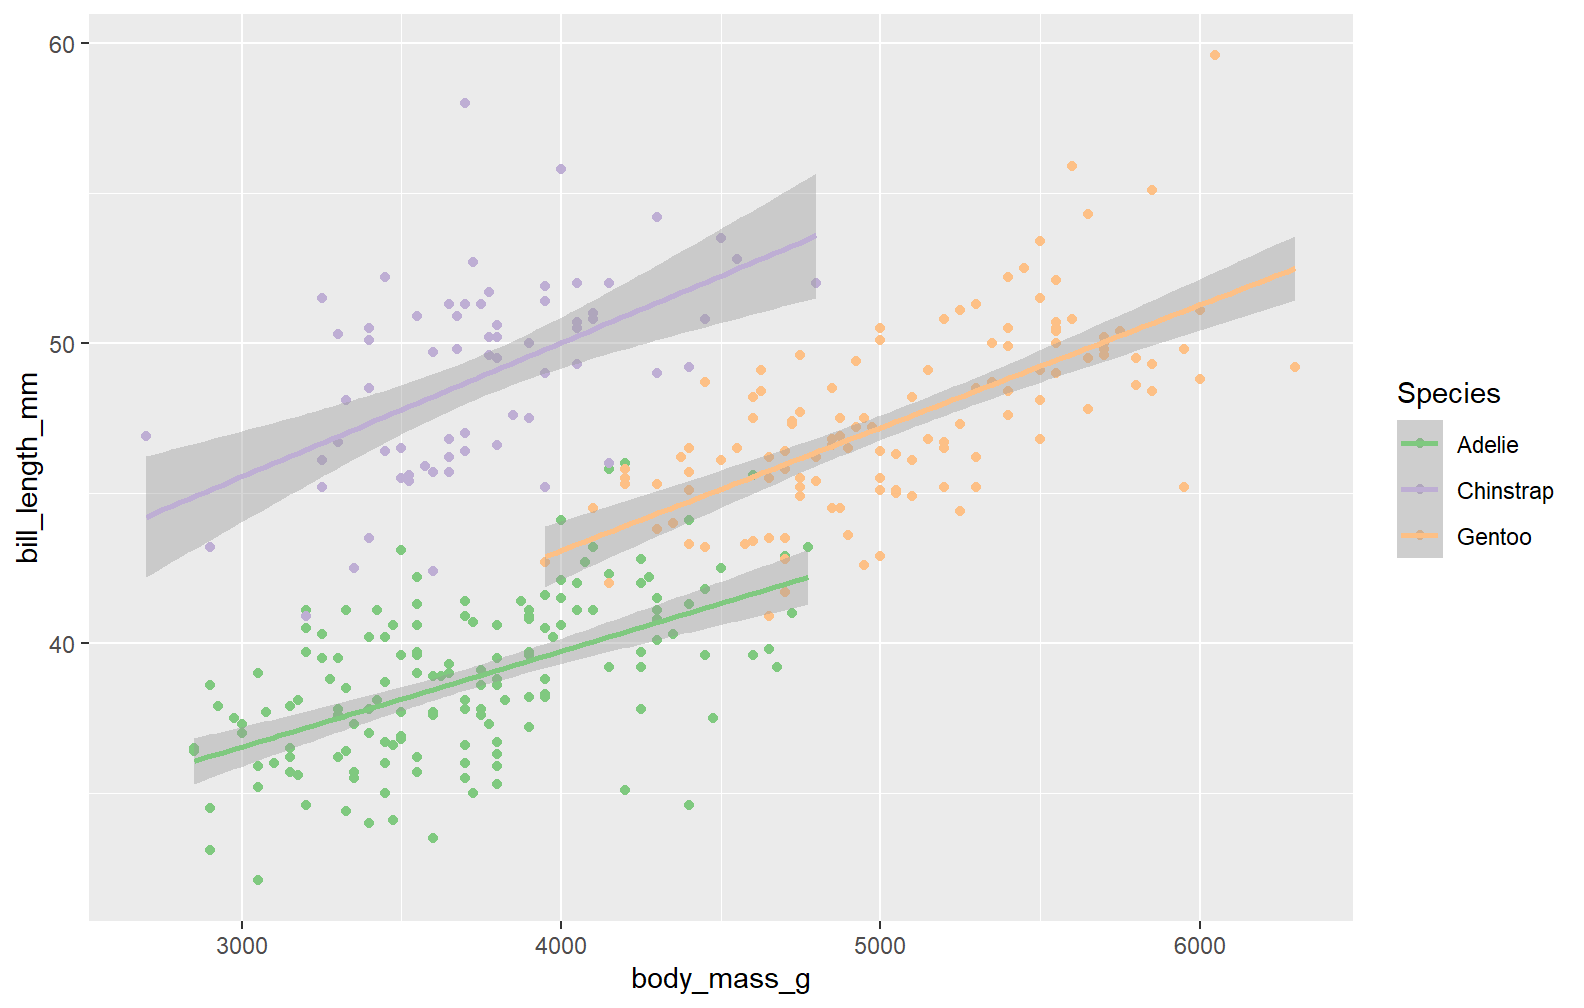 60
50
40
bill_length_mm
3000
4000
5000
6000
body_mass_g
Species
Adelie
Chinstrap
Gentoo